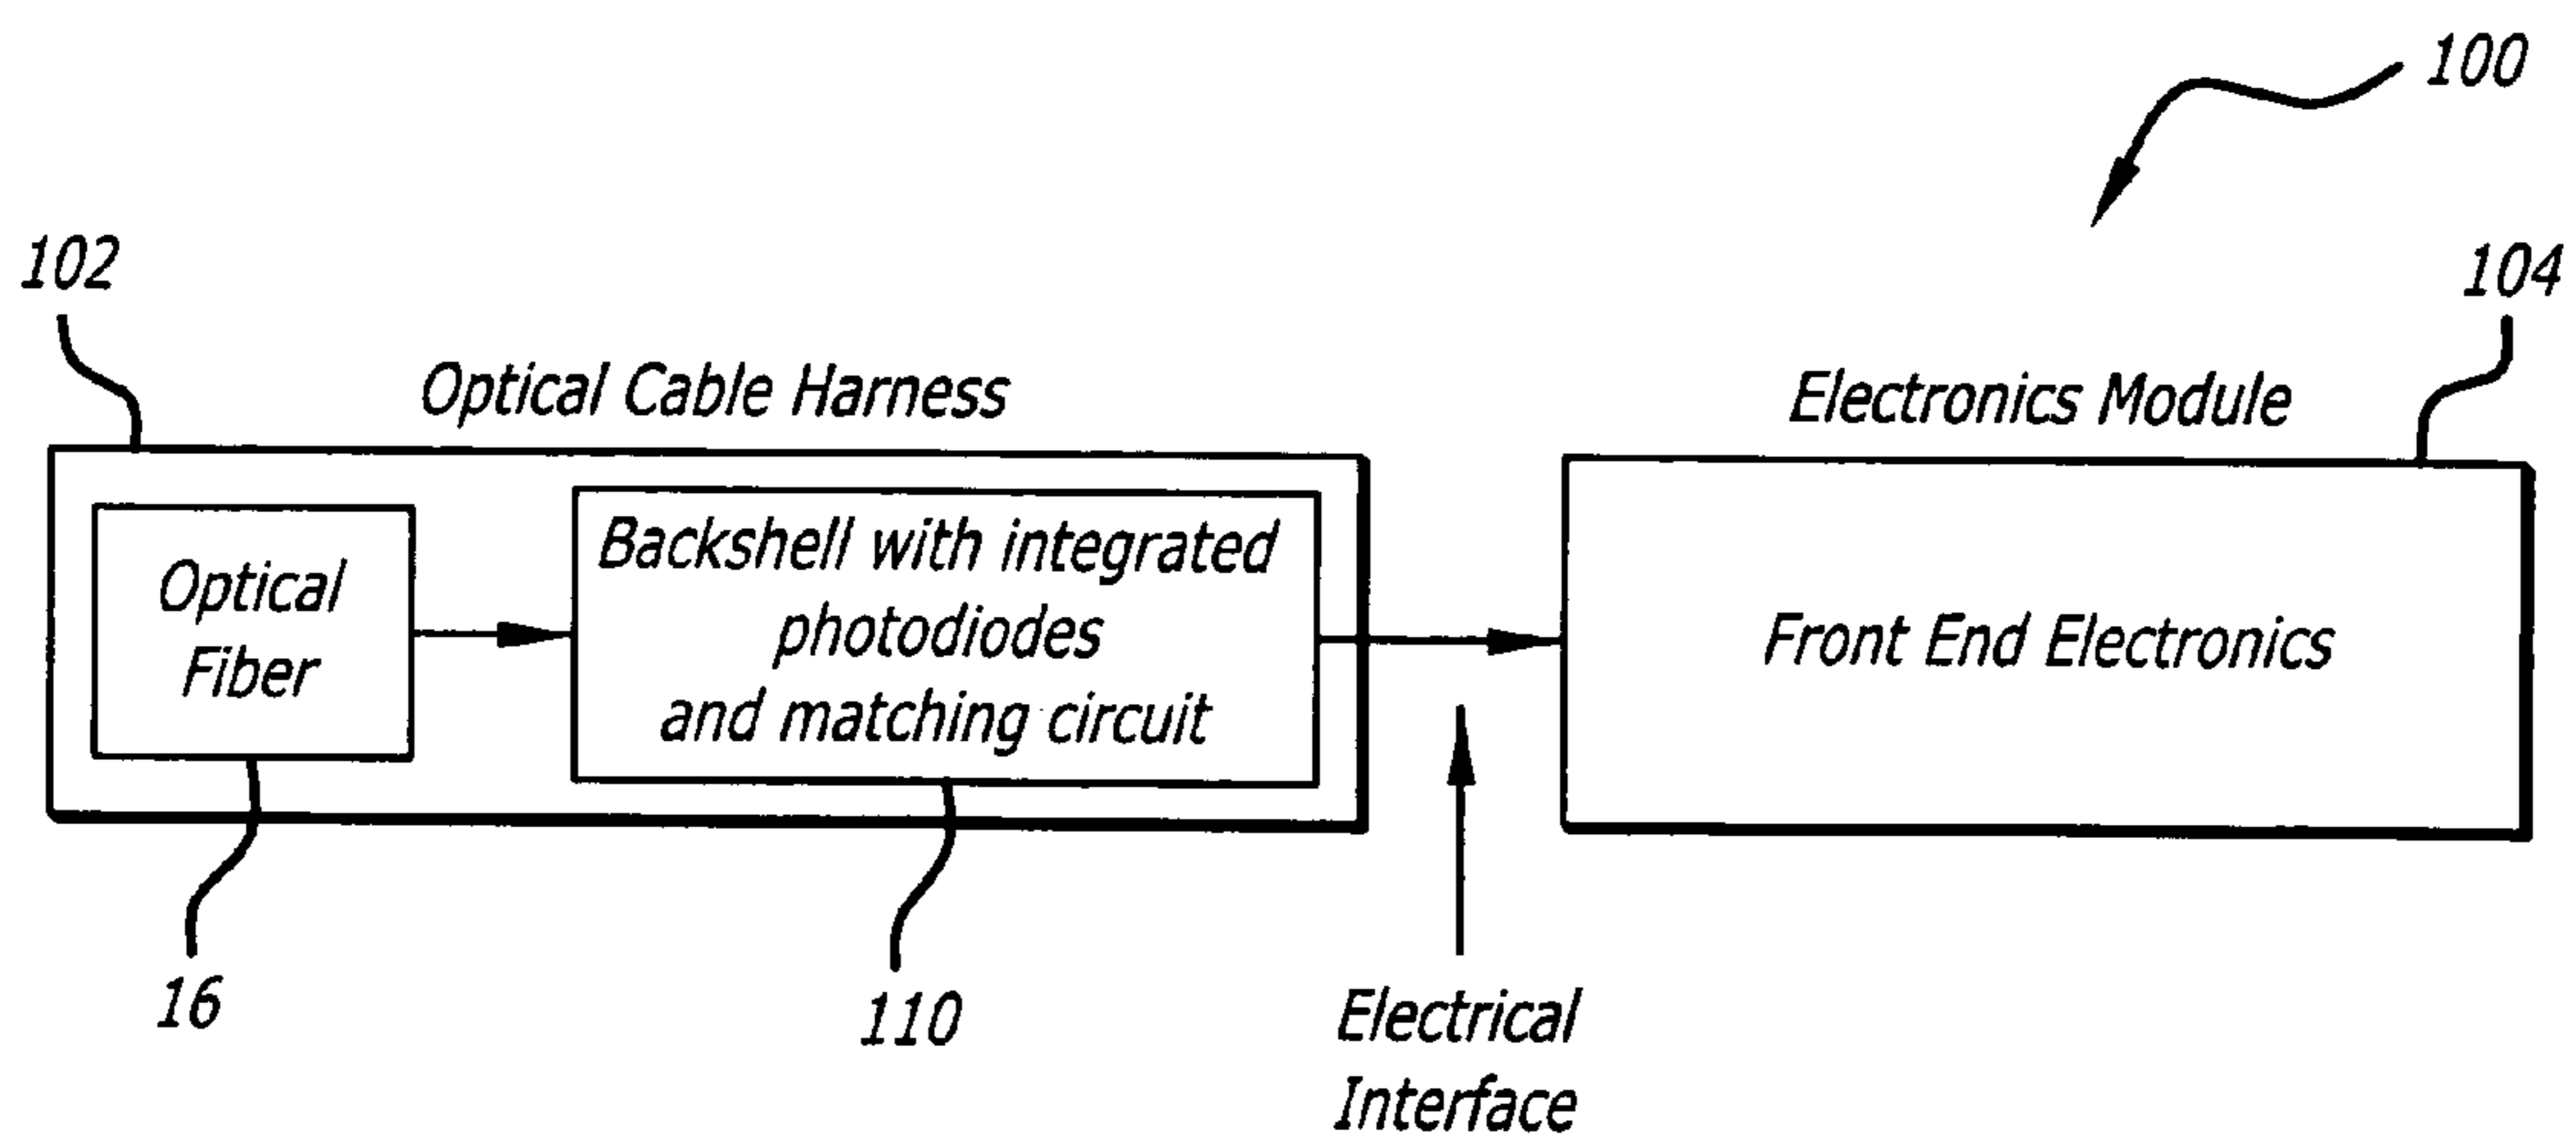 100
102
104
Optical Cable Harness
Electronics Module
Optical
Fiber
Backshell with integrated
photodiodes
and matching circuit
Front End Electronics
16
110
Electrical
Interface